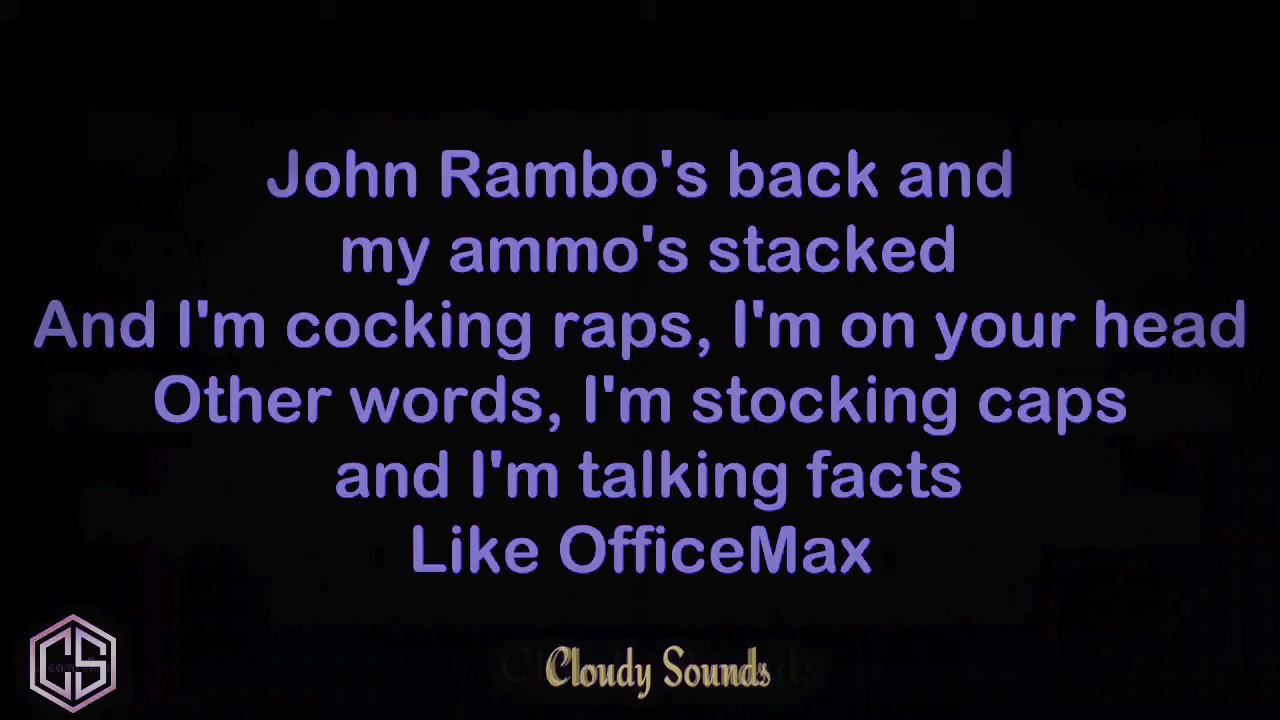 John Rambo's back and
my ammo's stacked
And I'm cocking raps, I'm on your head
Other words, I'm stocking caps
and I'm talking facts
Like OfficeMax
CS
Cloudy Sounds